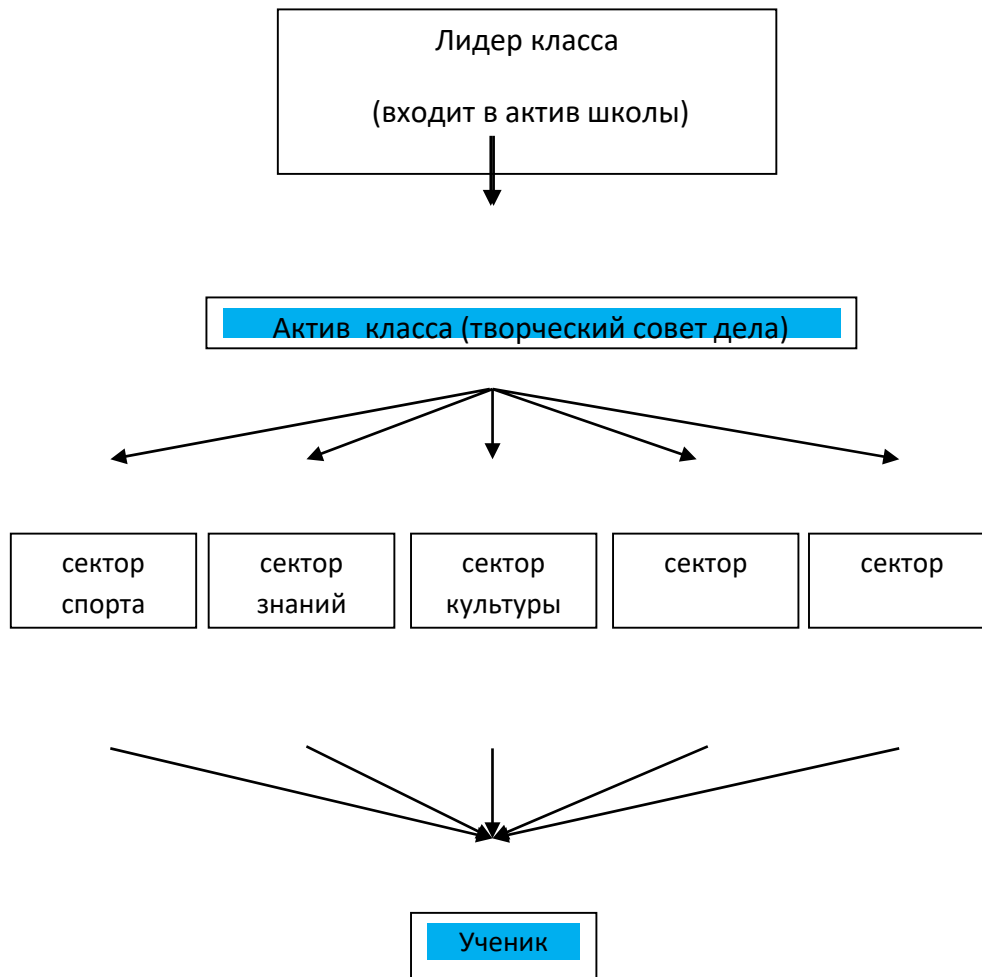 Лидер класса
(входит в актив школы)
Актив класса (творческий совет дела)
сектор
спорта
сектор
знаний
сектор
культуры
сектор
сектор
Ученик